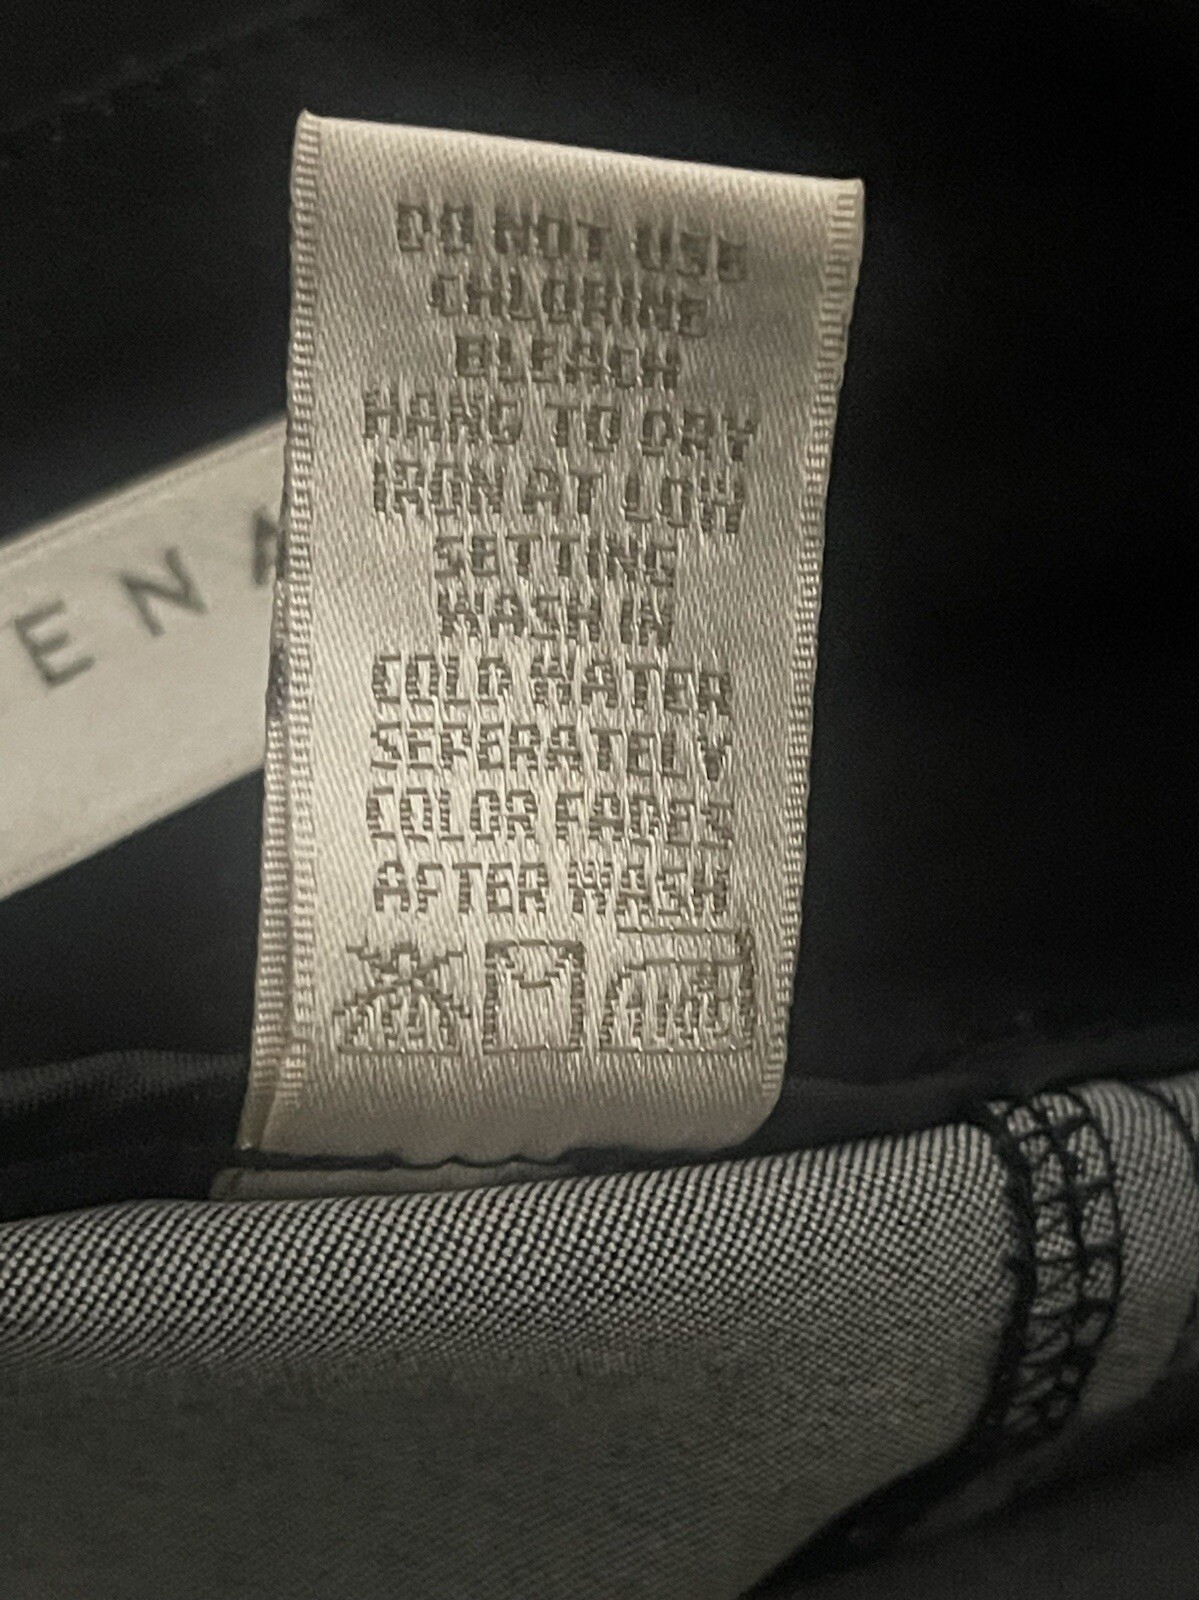 DO NOT USE
CHLORINE
BLEACH
HANG TO DRY
IRON AT LOW
SETTING
WASH IN
COLD WATER
SEPERATELY
COLOR FADES
AFTER WASH
ENA